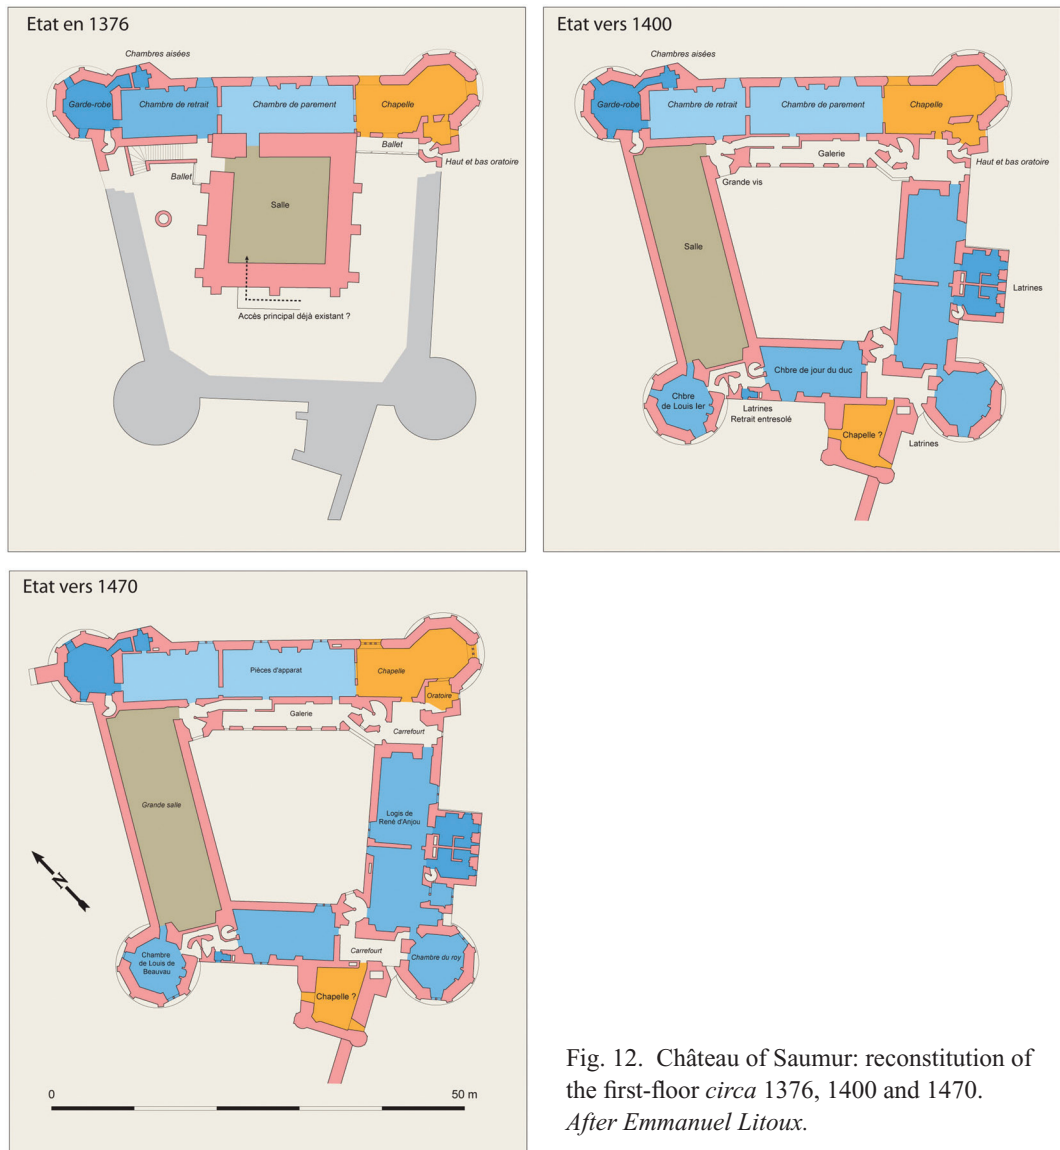 Etat en 1376
Chambres aisées
Garde-robe
Chambre de retrait
Chambre de parement
Chapelle
Ballet
Haut et bas oratoire
Ballet
Salle
Accès principal déjà existant ?
Etat vers 1400
Chambres aisées
Garde-robe
Chambre de retrait
Chambre de parement
Chapelle
Galerie
Haut et bas oratoire
Grande vis
Salle
Latrines
Chbre de jour du duc
Chbre
de Louis Ier
Latrines
Retrait entresolé
Chapelle ?
Latrines
Etat vers 1470
Pièces d'apparat
Chapelle
Oratoire
Galerie
Carrefourt
Grande salle
Logis de
René d'Anjou
N
Carrefourt
Chambre du roy
Chambre
de Louis de
Beauvau
Chapelle ?
0
50 m
Fig. 12. Château of Saumur: reconstitution of
the first-floor circa 1376, 1400 and 1470.
After Emmanuel Litoux.